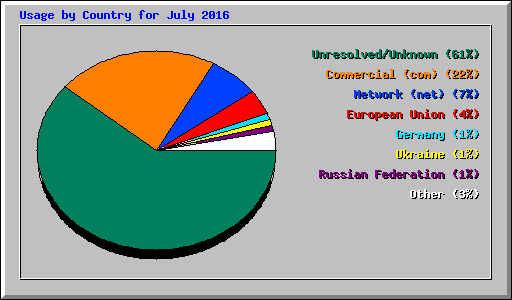 Usage by Country for July 2016
Unresolved/Unknown (61%)
Commercial (com) (22%)
Network (net) (7%)
European Union (4%)
Germany (1%)
Ukraine (1%)
Russian Federation (1%)
Other (3%)